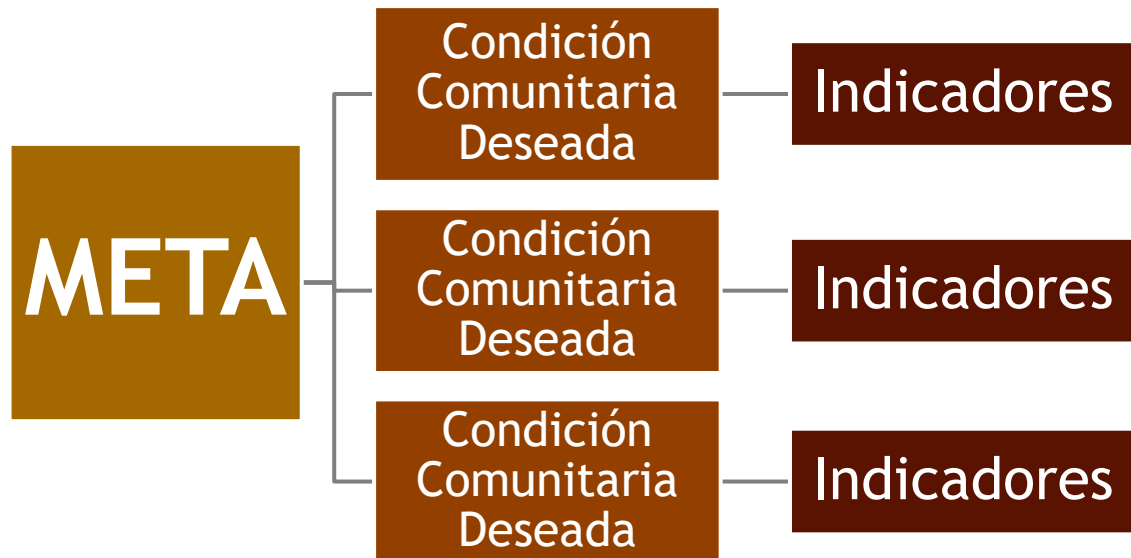 META
Condición
Comunitaria
Deseada
Indicadores
Condición
Comunitaria
Deseada
Indicadores
Condición
Comunitaria
Deseada
Indicadores